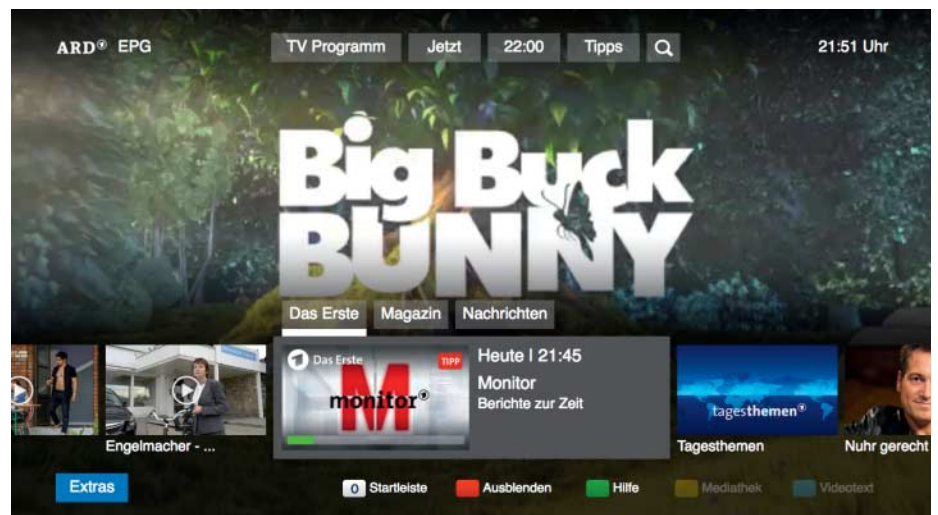 ARD EPG
TV Programm Jetzt 22:00 Tipps
21:51 Uhr
Big Buck
BUNNY
Das Erste Magazin Nachrichten
Engelmacher - ...
Das Erste TIPP
monitor
Heute | 21:45
Monitor
Berichte zur Zeit
tagesthemen
Tagesthemen
Nuhr gerecht
Extras
0 Startleiste Ausblenden Hilfe Mediathek Videotext